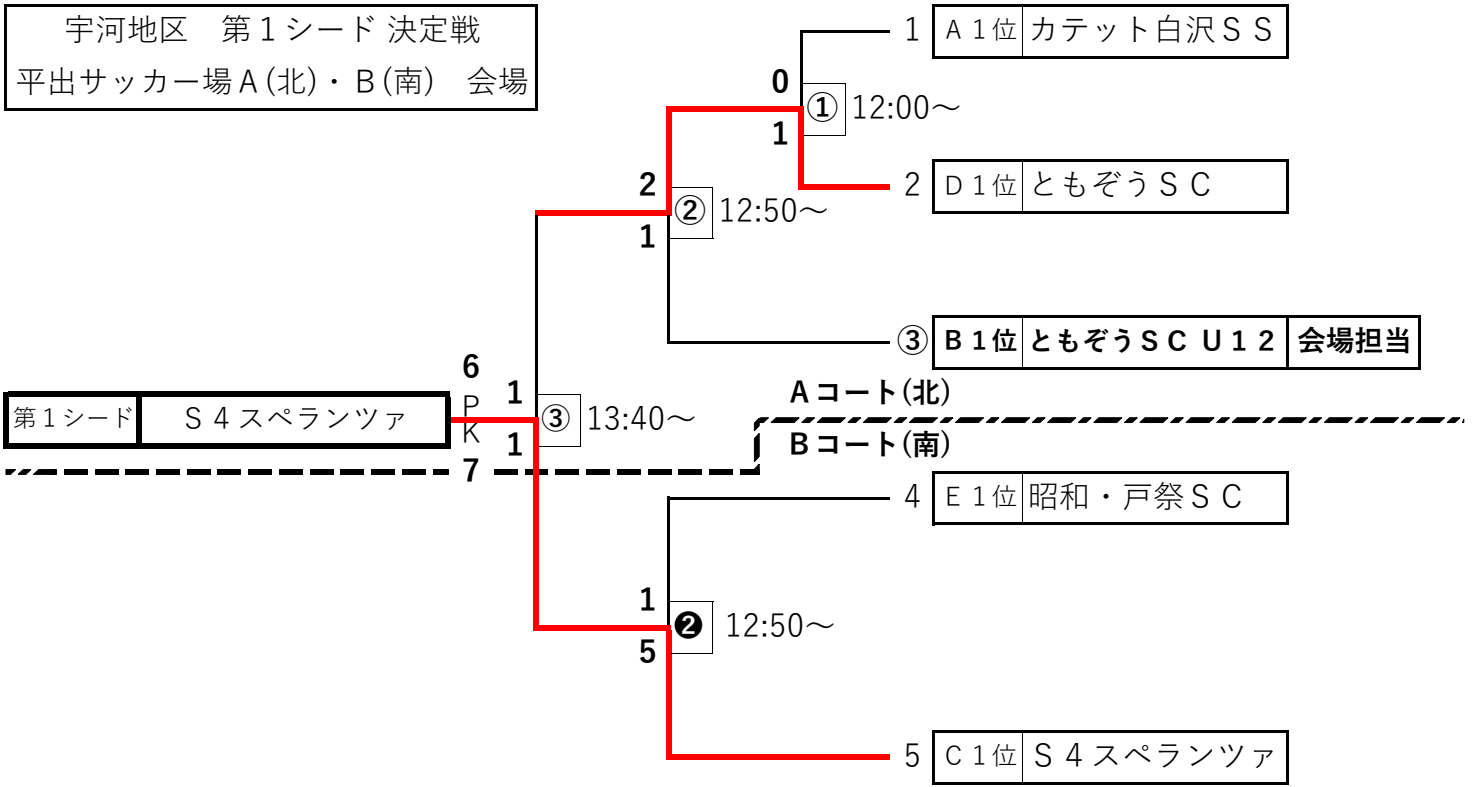 宇河地区　第１シード 決定戦
平出サッカー場Ａ(北)・Ｂ(南)　会場
1 Ａ１位 カテット白沢ＳＳ
0
① 12:00～
1
2 Ｄ１位 ともぞうＳＣ
2
② 12:50～
1
③ Ｂ１位 ともぞうＳＣ Ｕ１２ 会場担当
6
ＰＫ
7
第１シード Ｓ４スペランツァ
1
③ 13:40～
1
Ａコート(北)
Ｂコート(南)
4 Ｅ１位 昭和・戸祭ＳＣ
1
❷ 12:50～
5
5 Ｃ１位 Ｓ４スペランツァ